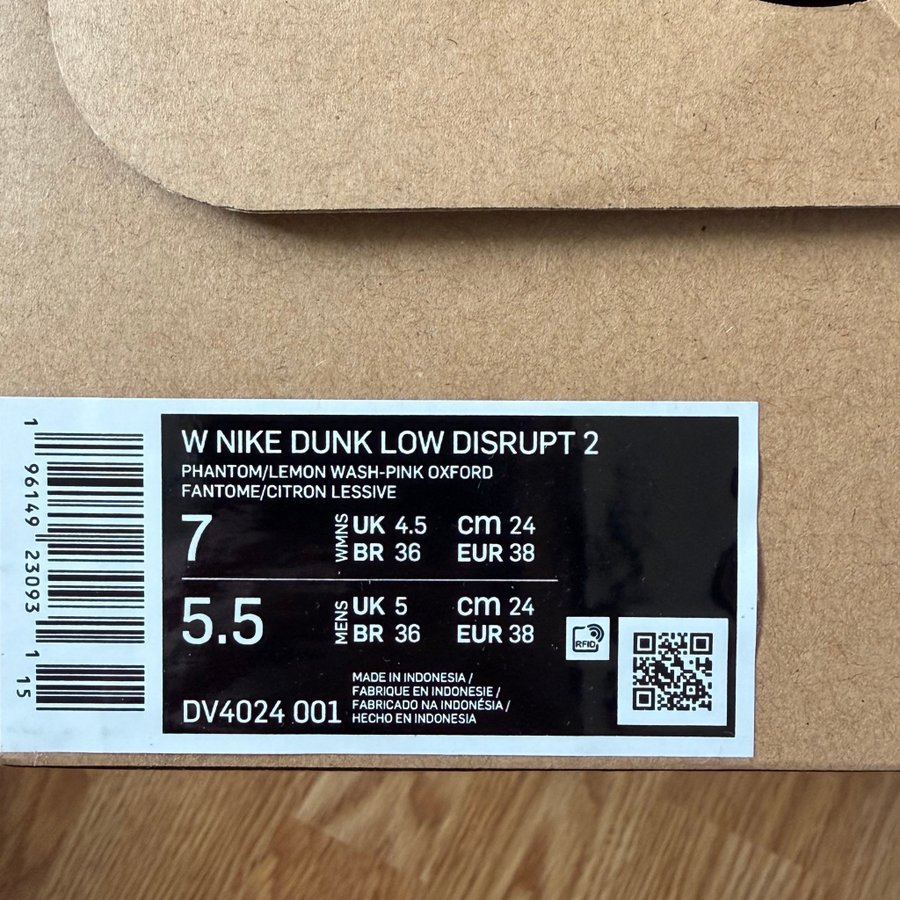 W NIKE DUNK LOW DISRUPT 2
PHANTOM/LEMON WASH-PINK OXFORD
FANTOME/CITRON LESSIVE
7 WMNS UK 4.5 cm 24
BR 36 EUR 38
5.5 MENS UK 5 cm 24
BR 36 EUR 38
RFID
DV4024 001
MADE IN INDONESIA /
FABRIQUE EN INDONESIE /
FABRICADO NA INDONÉSIA /
HECHO EN INDONESIA
1 96149 23093 1 15